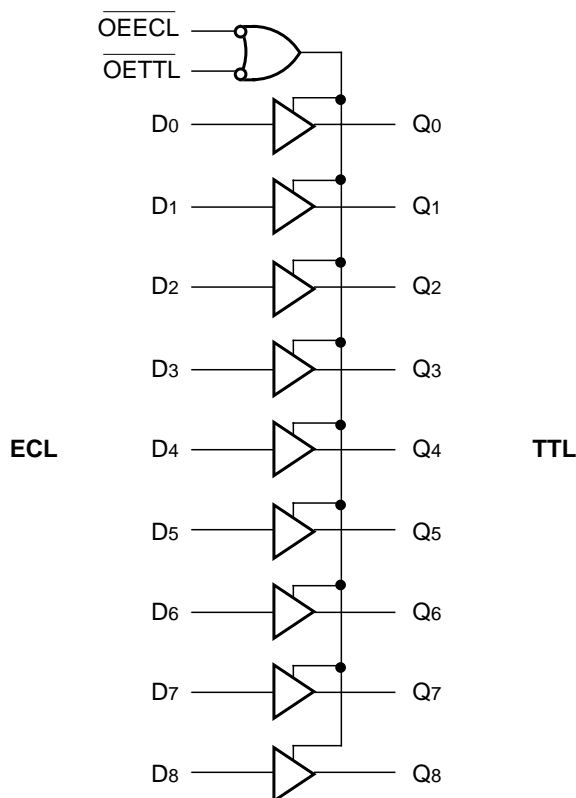 OEECL
OETTL
D0 Q0
D1 Q1
D2 Q2
D3 Q3
ECL D4 Q4 TTL
D5 Q5
D6 Q6
D7 Q7
D8 Q8